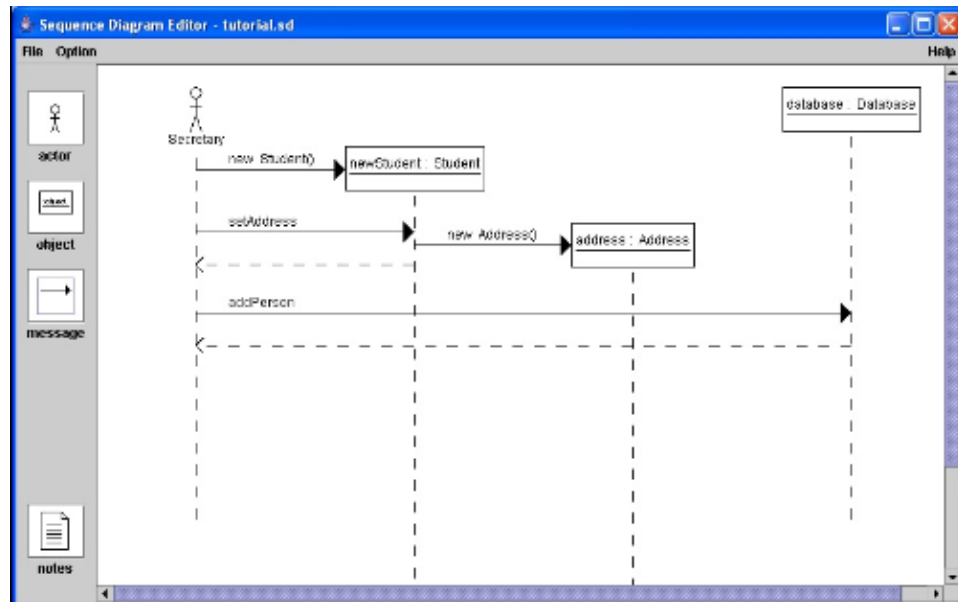 Sequence Diagram Editor - tutorial.sd
File Option Help
actor
object
message
notes
Secretary
database : Database
new Student()
newStudent : Student
setAddress
new Address()
address : Address
addPerson